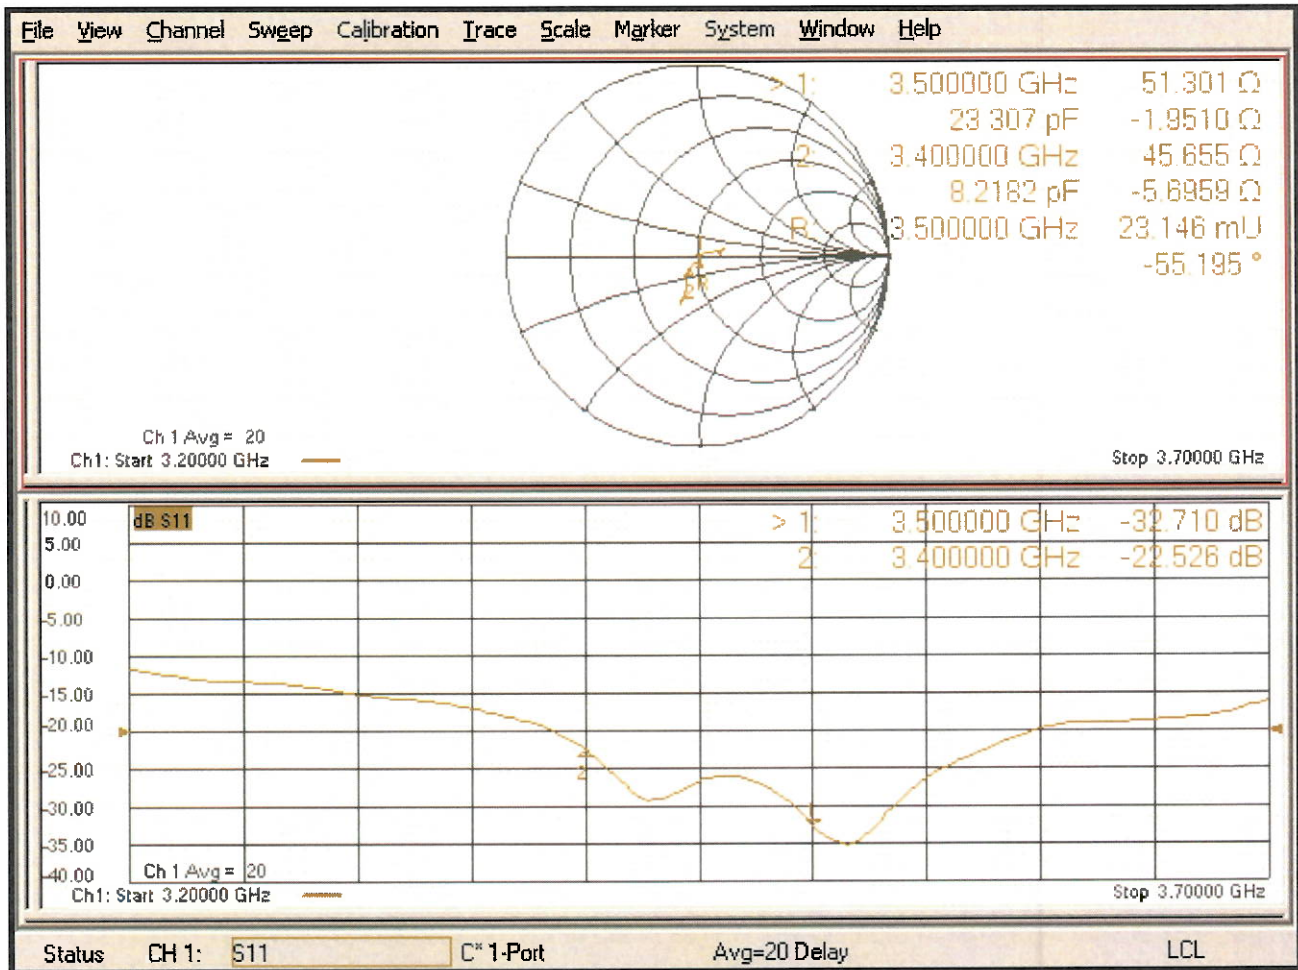 File View Channel Sweep Calibration Trace Scale Marker System Window Help
> 1: 3.500000 GHz 51.301 Ω
23.307 pF -1.9510 Ω
2: 3.400000 GHz 45.655 Ω
8.2182 pF -5.6959 Ω
R: 3.500000 GHz 23.146 mU
-55.195 °
Ch 1 Avg = 20
Ch1: Start 3.20000 GHz
Stop 3.70000 GHz
dB S11
> 1: 3.500000 GHz -32.710 dB
2: 3.400000 GHz -22.526 dB
10.00
5.00
0.00
-5.00
-10.00
-15.00
-20.00
-25.00
-30.00
-35.00
-40.00
2
1
Ch 1 Avg = 20
Ch1: Start 3.20000 GHz
Stop 3.70000 GHz
Status CH 1: S11 C* 1-Port Avg=20 Delay LCL